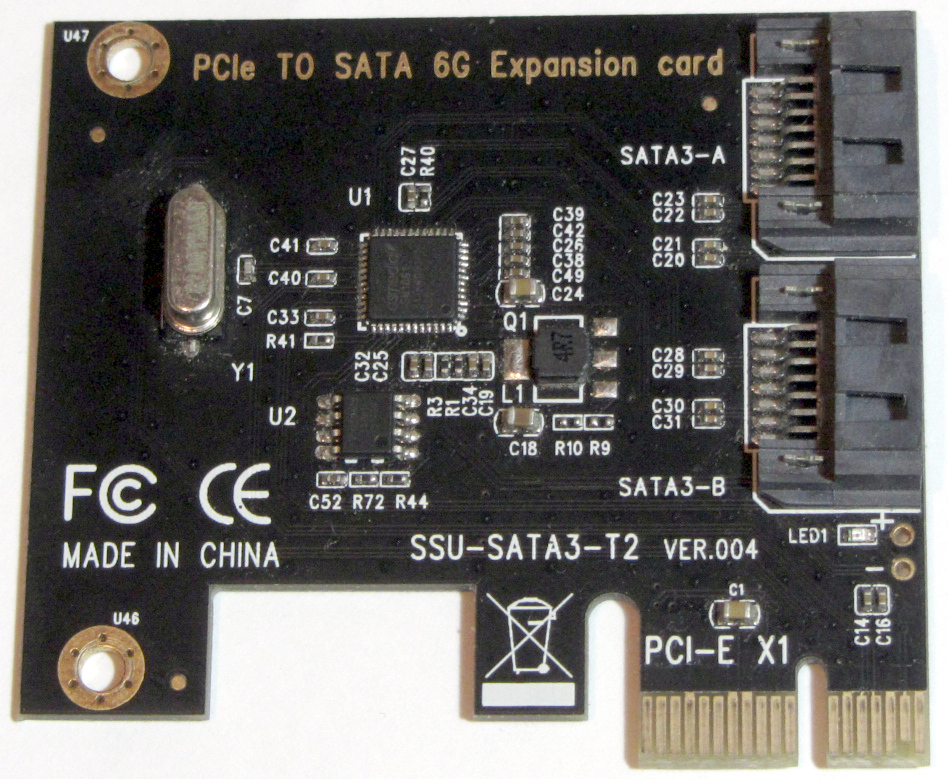 U47
PCIe TO SATA 6G Expansion card
SATA3-A
C27
R40
U1
C23
C22
C39
C42
C26
C38
C49
C24
C41
C21
C20
C40
C7
C33
R41
Q1
4R7
Y1
C32
C25
C28
C29
L1
R3
R1
C34
C19
U2
C30
C31
C18
R10
R9
C52
R72
R44
SATA3-B
FC CE
MADE IN CHINA
SSU-SATA3-T2 VER.004
LED1
+
-
U46
C1
C14
C16
PCI-E X1